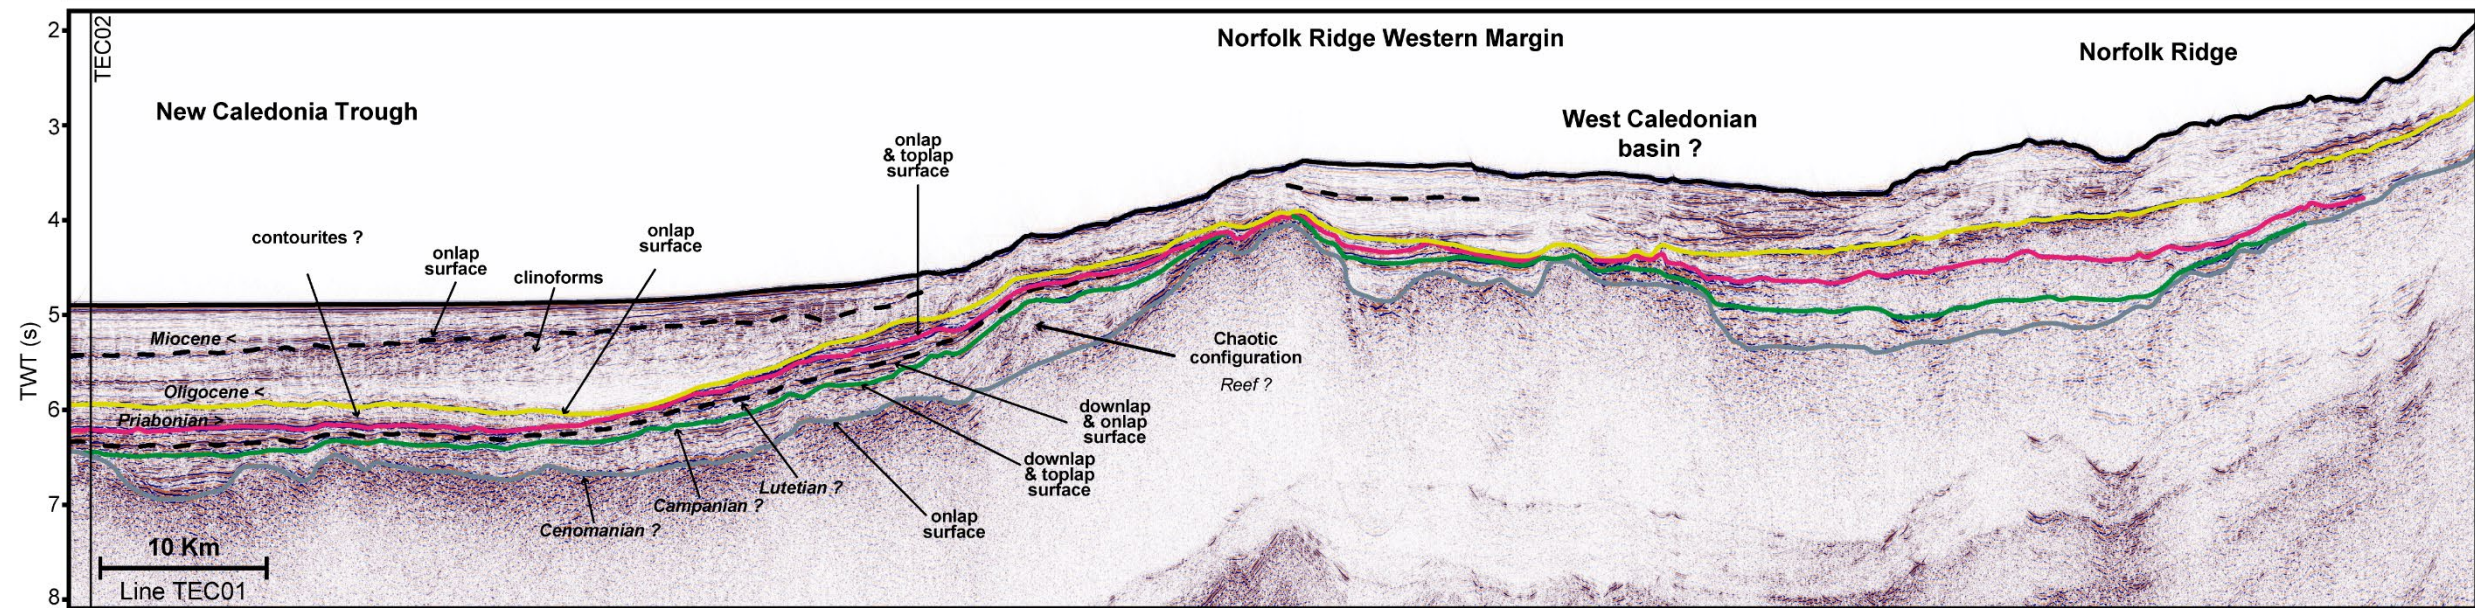 2
3
4
5
6
7
8
TWT (s)
TEC02
New Caledonia Trough
Norfolk Ridge Western Margin
Norfolk Ridge
West Caledonian
basin ?
onlap
& toplap
surface
contourites ?
onlap
surface
clinoforms
onlap
surface
Miocene <
Oligocene <
Priabonian >
Chaotic
configuration
Reef ?
downlap
& onlap
surface
downlap
& toplap
surface
Lutetian ?
Campanian ?
Cenomanian ?
onlap
surface
10 Km
Line TEC01